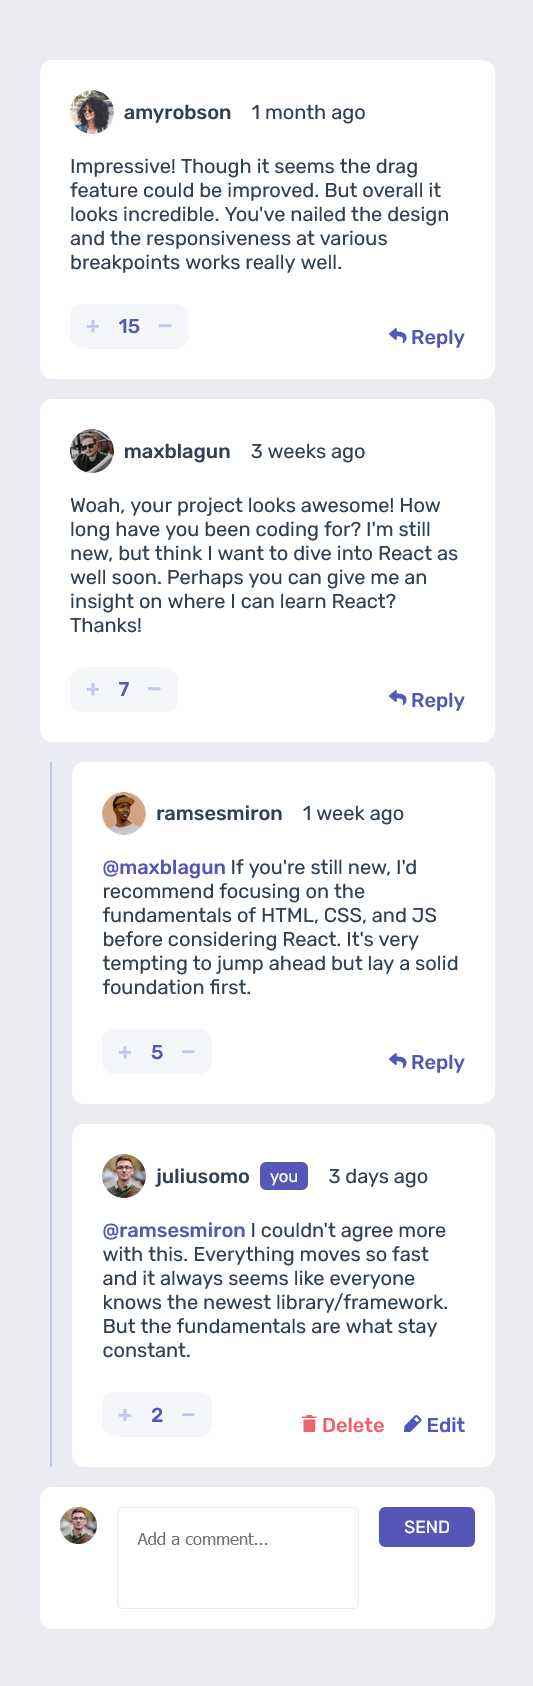 amyrobson 1 month ago
Impressive! Though it seems the drag
feature could be improved. But overall it
looks incredible. You've nailed the design
and the responsiveness at various
breakpoints works really well.
+ 15 −
Reply
maxblagun 3 weeks ago
Woah, your project looks awesome! How
long have you been coding for? I'm still
new, but think I want to dive into React as
well soon. Perhaps you can give me an
insight on where I can learn React?
Thanks!
+ 7 −
Reply
ramsesmiron 1 week ago
@maxblagun If you're still new, I'd
recommend focusing on the
fundamentals of HTML, CSS, and JS
before considering React. It's very
tempting to jump ahead but lay a solid
foundation first.
+ 5 −
Reply
juliusomo you 3 days ago
@ramsesmiron I couldn't agree more
with this. Everything moves so fast
and it always seems like everyone
knows the newest library/framework.
But the fundamentals are what stay
constant.
+ 2 −
Delete Edit
Add a comment...
SEND